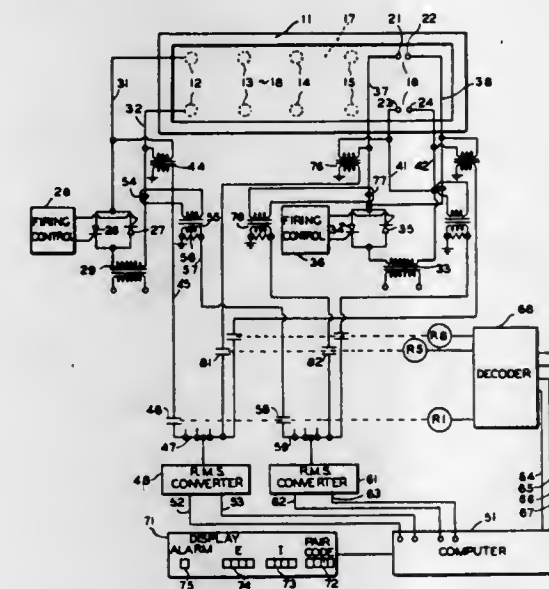 11 17 21 22
31 12 13~18 14 15 18 38
32 37 23 24
44 76 41 42
28 54 77
FIRING
CONTROL
26 27 55 78 FIRING
CONTROL 34 35
29 56 57 36 33
45
68
R8
81 82 R5 DECODER
46 58 R1
47 59
64
65
66
67
48 R.M.S.
CONVERTER
R.M.S.
CONVERTER 61
52 53 62 63 51
71 DISPLAY
ALARM E I PAIR
CODE
COMPUTER
75 74 73 72